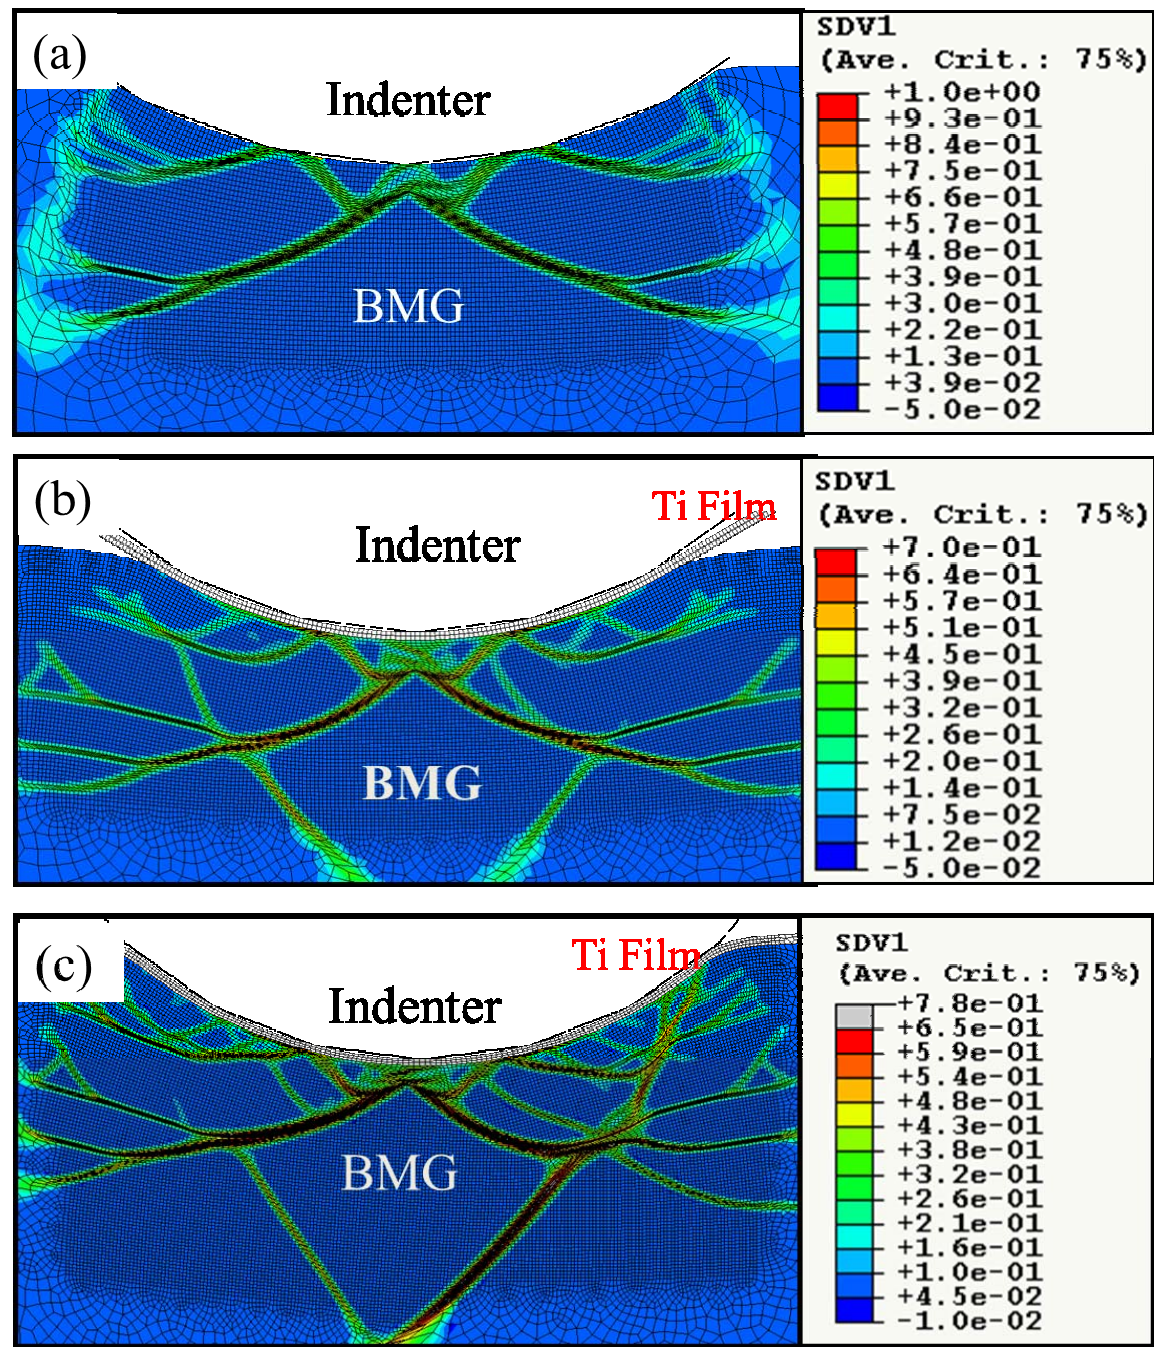 (a)
Indenter
BMG
SDV1
(Ave. Crit.: 75%)
+1.0e+00
+9.3e-01
+8.4e-01
+7.5e-01
+6.6e-01
+5.7e-01
+4.8e-01
+3.9e-01
+3.0e-01
+2.2e-01
+1.3e-01
+3.9e-02
-5.0e-02
(b)
Ti Film
Indenter
BMG
SDV1
(Ave. Crit.: 75%)
+7.0e-01
+6.4e-01
+5.7e-01
+5.1e-01
+4.5e-01
+3.9e-01
+3.2e-01
+2.6e-01
+2.0e-01
+1.4e-01
+7.5e-02
+1.2e-02
-5.0e-02
(c)
Ti Film
Indenter
BMG
SDV1
(Ave. Crit.: 75%)
+7.8e-01
+6.5e-01
+5.9e-01
+5.4e-01
+4.8e-01
+4.3e-01
+3.8e-01
+3.2e-01
+2.6e-01
+2.1e-01
+1.6e-01
+1.0e-01
+4.5e-02
-1.0e-02